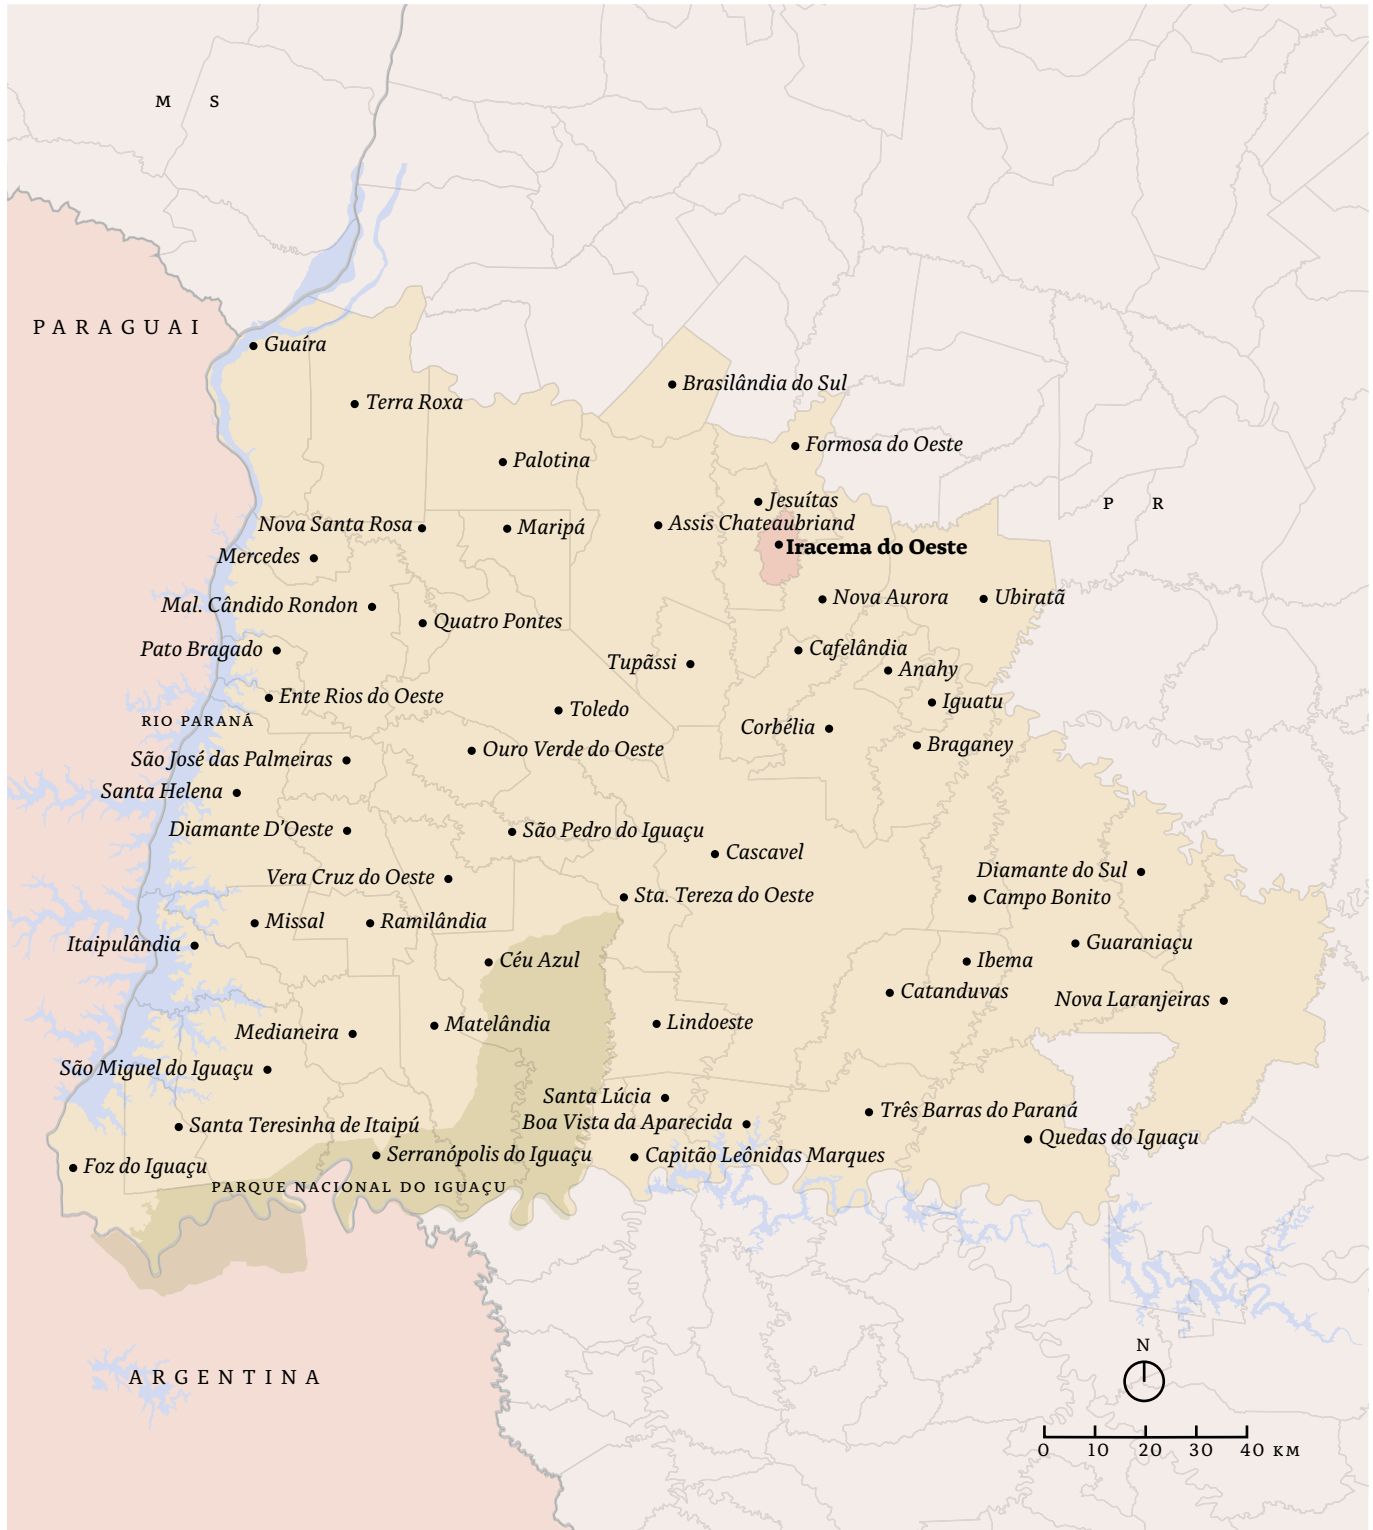 M S
PARAGUAI
Guaíra
Brasilândia do Sul
Terra Roxa
Formosa do Oeste
Palotina
Jesuítas
P R
Nova Santa Rosa
Maripá
Assis Chateaubriand
Iracema do Oeste
Mercedes
Mal. Cândido Rondon
Nova Aurora
Ubiratã
Quatro Pontes
Pato Bragado
Tupãssi
Cafelândia
Anahy
Ente Rios do Oeste
Iguatu
Toledo
RIO PARANÁ
Corbélia
Braganey
Ouro Verde do Oeste
São José das Palmeiras
Santa Helena
Diamante D’Oeste
São Pedro do Iguaçu
Cascavel
Vera Cruz do Oeste
Diamante do Sul
Sta. Tereza do Oeste
Campo Bonito
Missal
Ramilândia
Itaipulândia
Guaraniaçu
Céu Azul
Ibema
Catanduvas
Nova Laranjeiras
Medianeira
Matelândia
Lindoeste
São Miguel do Iguaçu
Santa Lúcia
Três Barras do Paraná
Santa Teresinha de Itaipú
Boa Vista da Aparecida
Quedas do Iguaçu
Serranópolis do Iguaçu
Capitão Leônidas Marques
Foz do Iguaçu
PARQUE NACIONAL DO IGUAÇU
ARGENTINA
N
0 10 20 30 40 KM